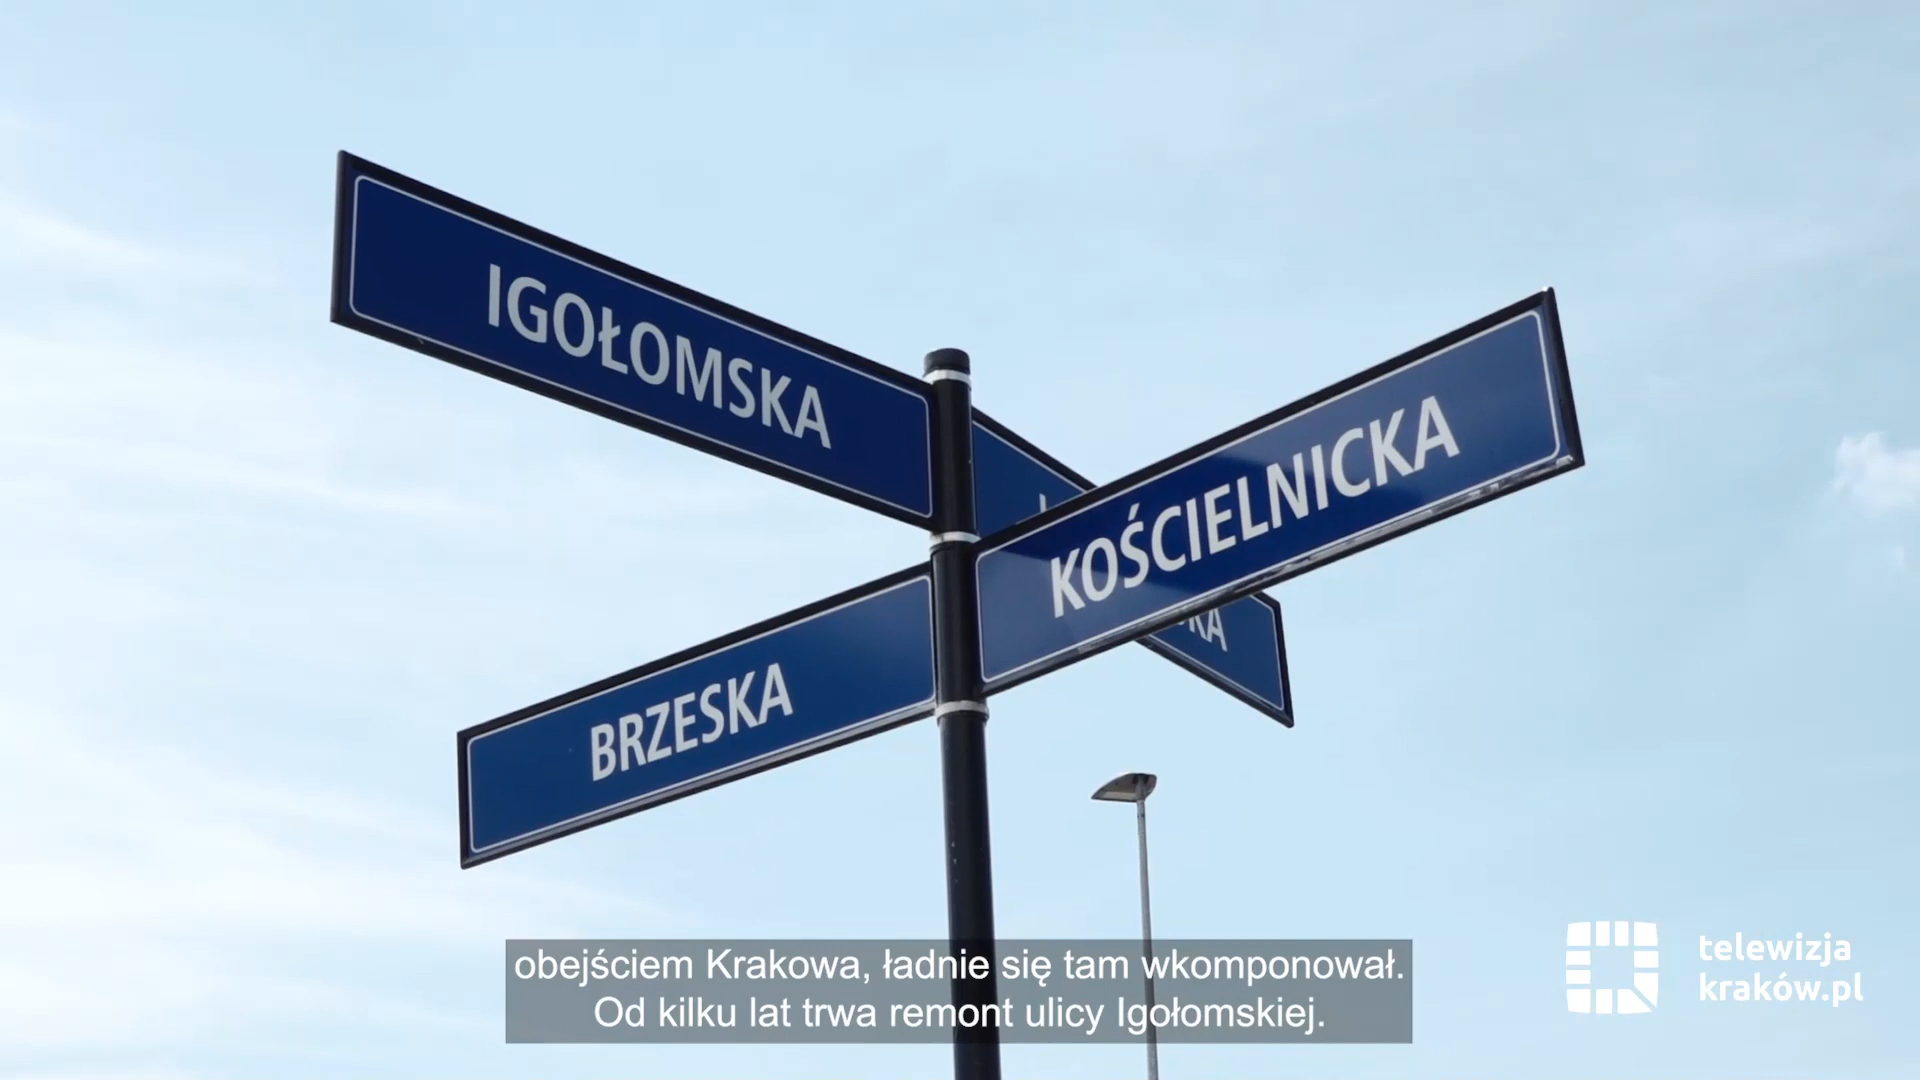 IGOŁOMSKA
KOŚCIELNICKA
BRZESKA
obejściem Krakowa, ładnie się tam wkomponował.
Od kilku lat trwa remont ulicy Igołomskiej.
telewizja
kraków.pl